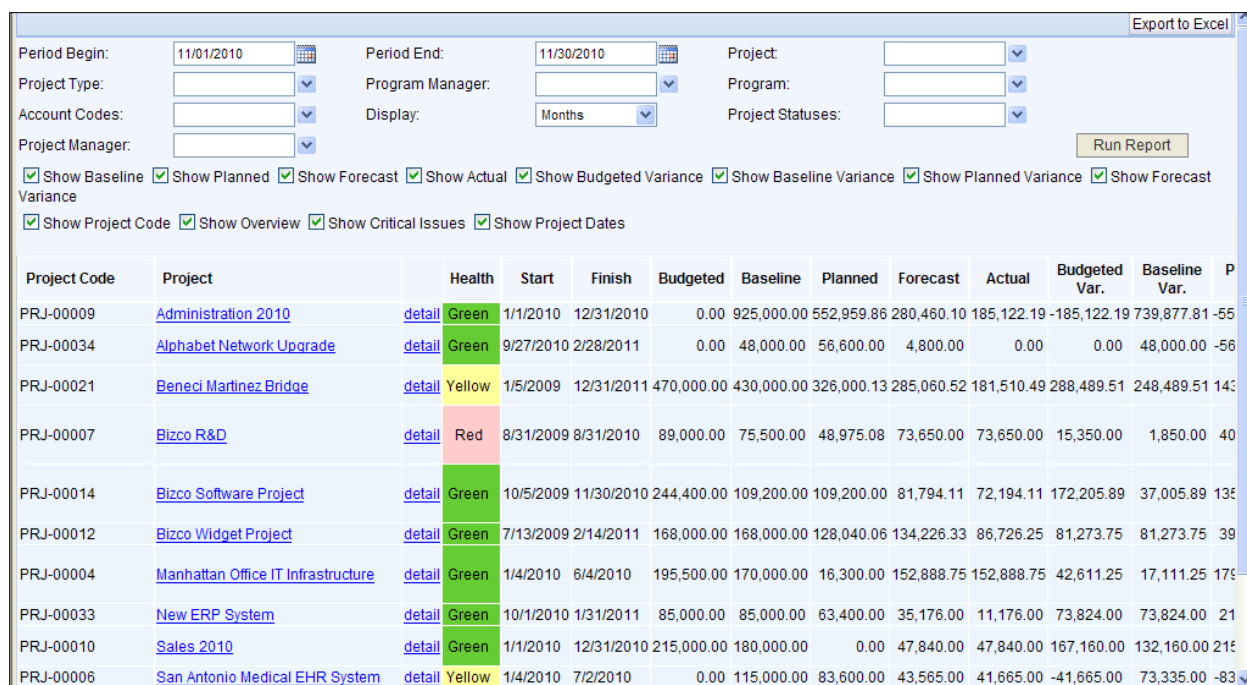 Export to Excel
Period Begin: 11/01/2010 Period End: 11/30/2010 Project:
Project Type: Program Manager: Program:
Account Codes: Display: Months Project Statuses:
Project Manager: Run Report
Show Baseline Show Planned Show Forecast Show Actual Show Budgeted Variance Show Baseline Variance Show Planned Variance Show Forecast
Variance
Show Project Code Show Overview Show Critical Issues Show Project Dates
Project Code Project Health Start Finish Budgeted Baseline Planned Forecast Actual Budgeted Var. Baseline Var. P
PRJ-00009 Administration 2010 detail Green 1/1/2010 12/31/2010 0.00 925,000.00 552,959.86 280,460.10 185,122.19 -185,122.19 739,877.81 -55
PRJ-00034 Alphabet Network Upgrade detail Green 9/27/2010 2/28/2011 0.00 48,000.00 56,600.00 4,800.00 0.00 0.00 48,000.00 -56
PRJ-00021 Beneci Martinez Bridge detail Yellow 1/5/2009 12/31/2011 470,000.00 430,000.00 326,000.13 285,060.52 181,510.49 288,489.51 248,489.51 143
PRJ-00007 Bizco R&D detail Red 8/31/2009 8/31/2010 89,000.00 75,500.00 48,975.08 73,650.00 73,650.00 15,350.00 1,850.00 40
PRJ-00014 Bizco Software Project detail Green 10/5/2009 11/30/2010 244,400.00 109,200.00 109,200.00 81,794.11 72,194.11 172,205.89 37,005.89 135
PRJ-00012 Bizco Widget Project detail Green 7/13/2009 2/14/2011 168,000.00 168,000.00 128,040.06 134,226.33 86,726.25 81,273.75 81,273.75 39
PRJ-00004 Manhattan Office IT Infrastructure detail Green 1/4/2010 6/4/2010 195,500.00 170,000.00 16,300.00 152,888.75 152,888.75 42,611.25 17,111.25 179
PRJ-00033 New ERP System detail Green 10/1/2010 1/31/2011 85,000.00 85,000.00 63,400.00 35,176.00 11,176.00 73,824.00 73,824.00 21
PRJ-00010 Sales 2010 detail Green 1/1/2010 12/31/2010 215,000.00 180,000.00 0.00 47,840.00 47,840.00 167,160.00 132,160.00 215
PRJ-00006 San Antonio Medical EHR System detail Yellow 1/4/2010 7/2/2010 0.00 115,000.00 83,600.00 43,565.00 41,665.00 -41,665.00 73,335.00 -83